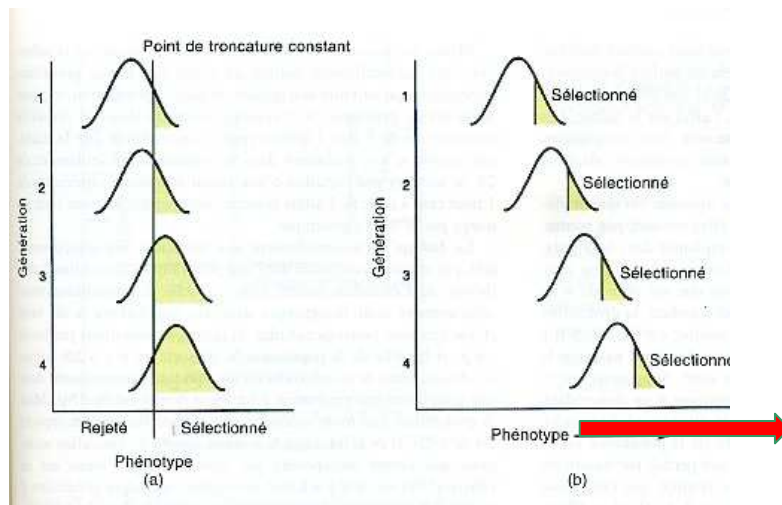 Point de troncature constant
Génération
1
2
3
4
Rejeté
Sélectionné
Phénotype
(a)
Génération
1
2
3
4
Sélectionné
Sélectionné
Sélectionné
Sélectionn
Phénotype
(b)